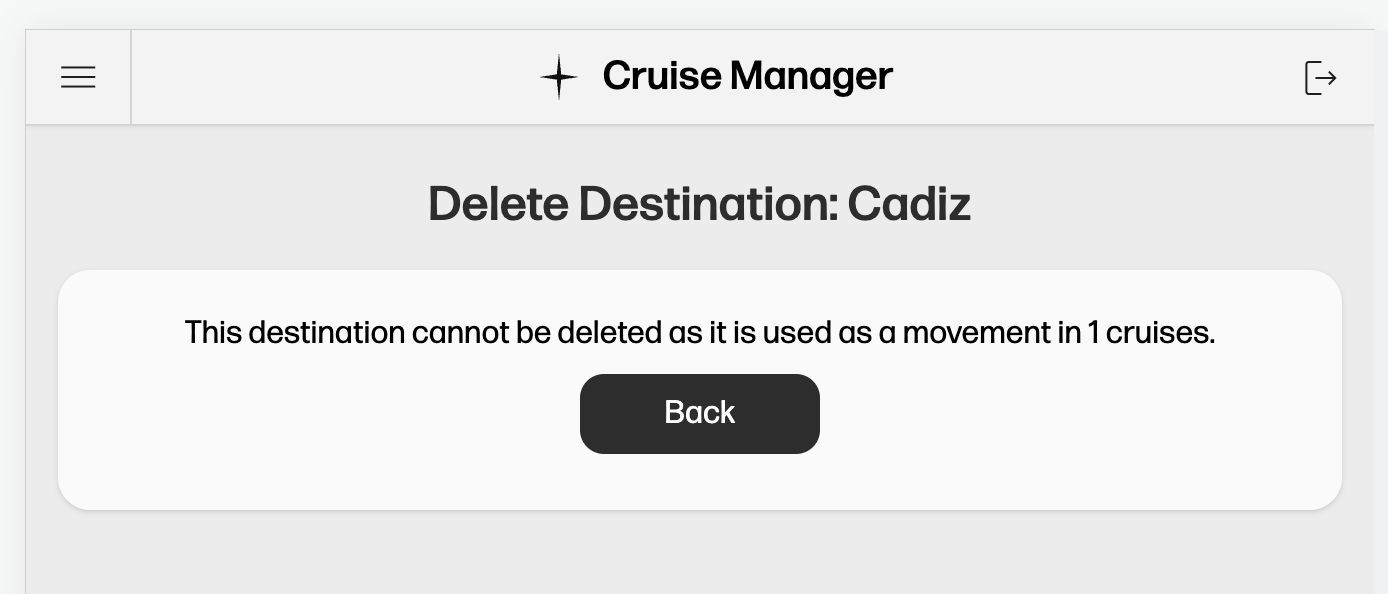 Cruise Manager
Delete Destination: Cadiz
This destination cannot be deleted as it is used as a movement in 1 cruises.
Back